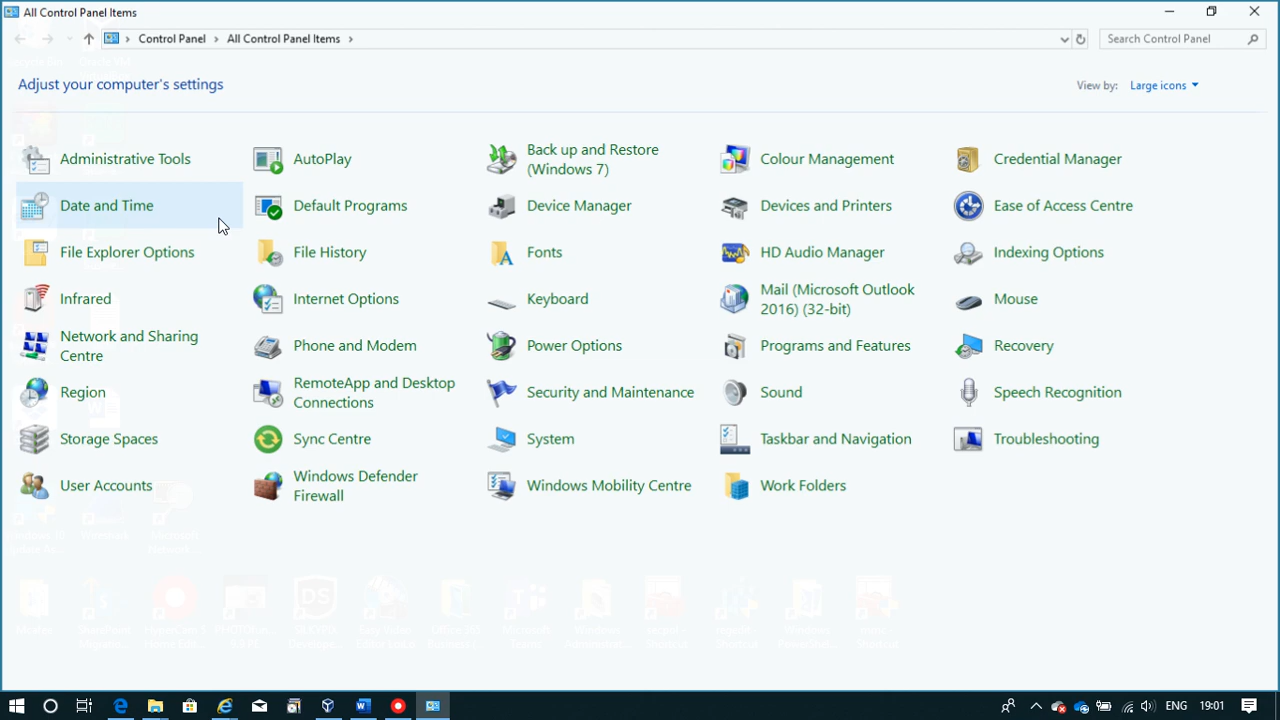 All Control Panel Items
Control Panel
All Control Panel Items
Search Control Panel
Adjust your computer's settings
View by:
Large icons
Administrative Tools
AutoPlay
Back up and Restore
(Windows 7)
Colour Management
Credential Manager
Date and Time
Default Programs
Device Manager
Devices and Printers
Ease of Access Centre
File Explorer Options
File History
Fonts
HD Audio Manager
Indexing Options
Infrared
Internet Options
Keyboard
Mail (Microsoft Outlook
2016) (32-bit)
Mouse
Network and Sharing
Centre
Phone and Modem
Power Options
Programs and Features
Recovery
Region
RemoteApp and Desktop
Connections
Security and Maintenance
Sound
Speech Recognition
Storage Spaces
Sync Centre
System
Taskbar and Navigation
Troubleshooting
User Accounts
Windows Defender
Firewall
Windows Mobility Centre
Work Folders
Microsoft
Teams
ENG
19:01